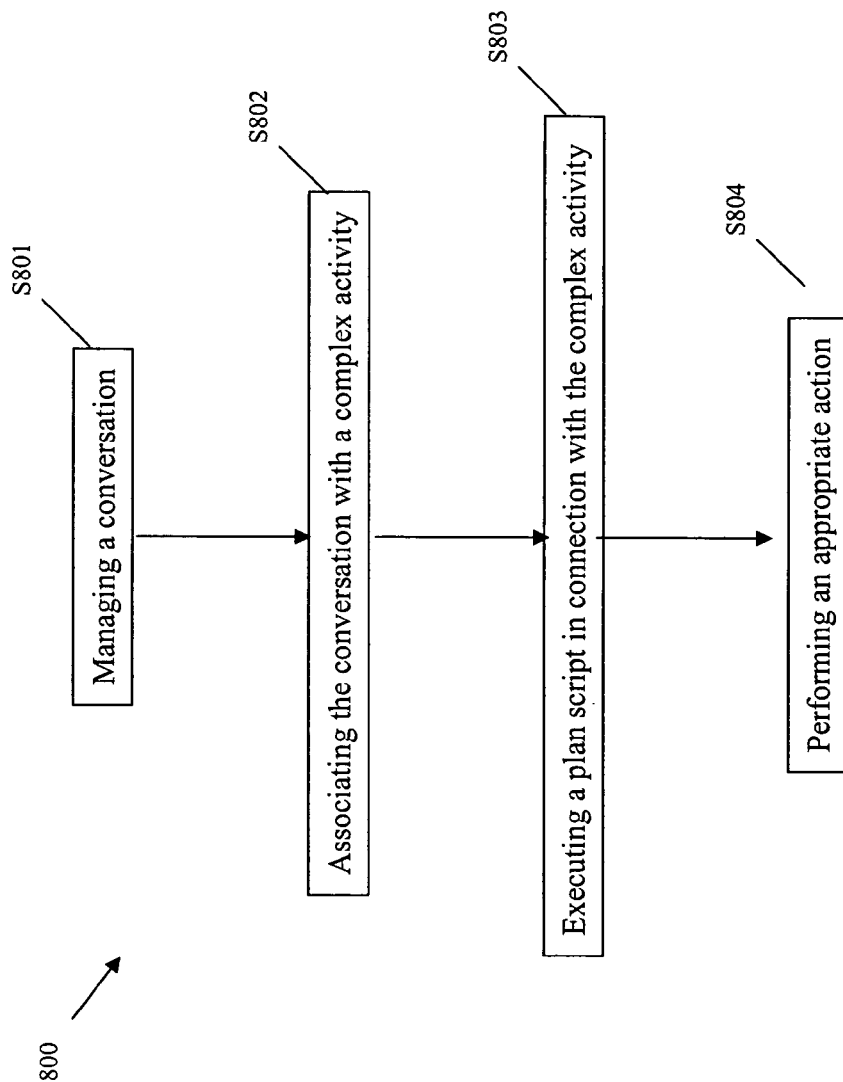 800
S801
Managing a conversation
S802
Associating the conversation with a complex activity
S803
Executing a plan script in connection with the complex activity
S804
Performing an appropriate action